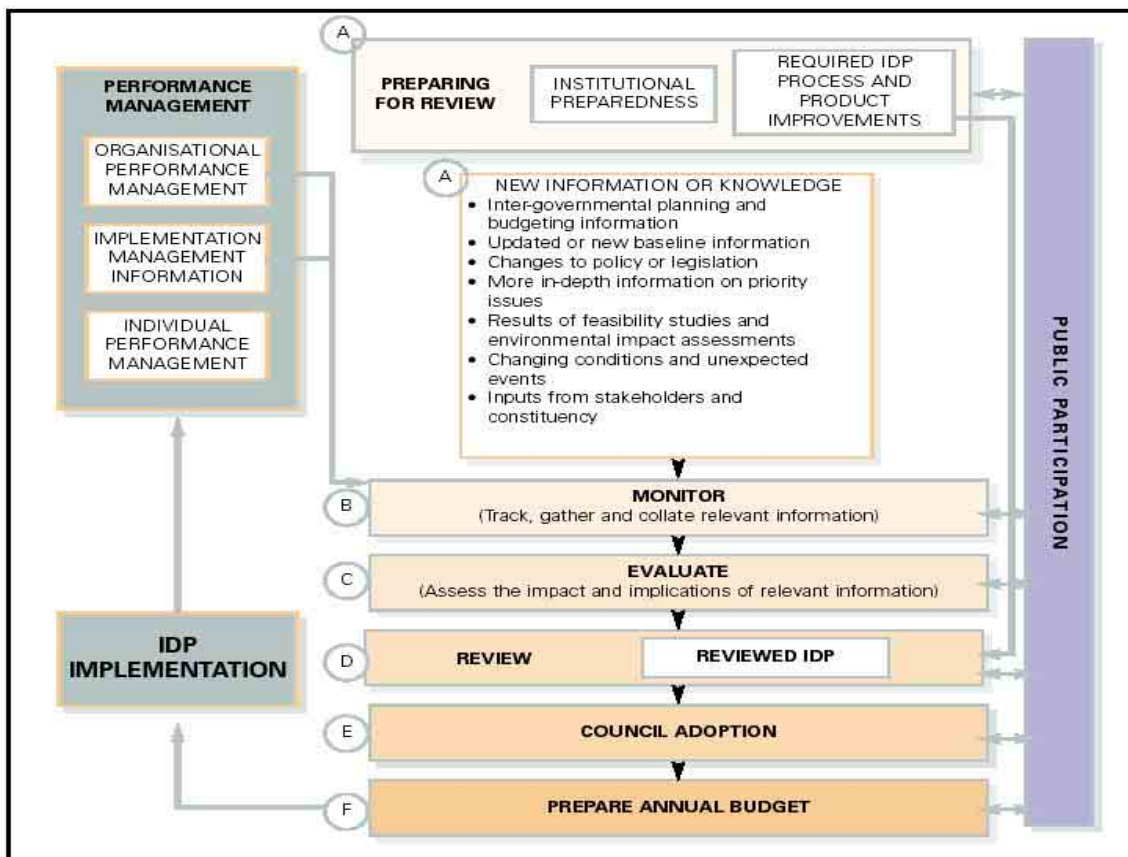 A
PERFORMANCE
MANAGEMENT
ORGANISATIONAL
PERFORMANCE
MANAGEMENT
IMPLEMENTATION
MANAGEMENT
INFORMATION
INDIVIDUAL
PERFORMANCE
MANAGEMENT
PREPARING
FOR REVIEW
INSTITUTIONAL
PREPAREDNESS
REQUIRED IDP
PROCESS AND
PRODUCT
IMPROVEMENTS
A
NEW INFORMATION OR KNOWLEDGE
• Inter-governmental planning and
budgeting information
• Updated or new baseline information
• Changes to policy or legislation
• More in-depth information on priority
issues
• Results of feasibility studies and
environmental impact assessments
• Changing conditions and unexpected
events
• Inputs from stakeholders and
constituency
PUBLIC PARTICIPATION
B
MONITOR
(Track, gather and collate relevant information)
C
EVALUATE
(Assess the impact and implications of relevant information)
IDP
IMPLEMENTATION
D
REVIEW
REVIEWED IDP
E
COUNCIL ADOPTION
F
PREPARE ANNUAL BUDGET